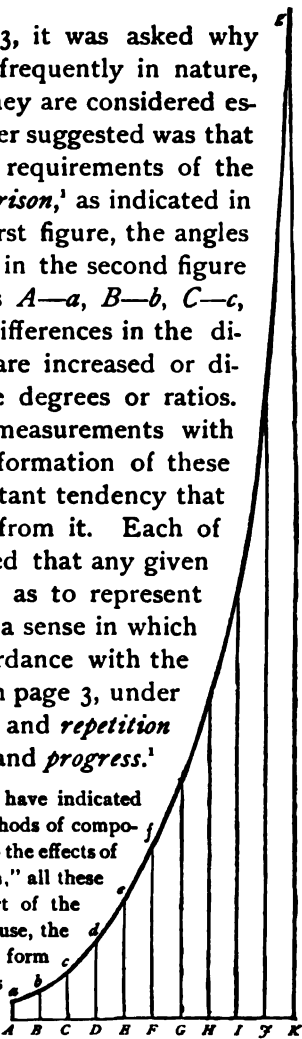 3, it was asked why
frequently in nature,
hey are considered es-
er suggested was that
requirements of the
rison,¹ as indicated in
rst figure, the angles
in the second figure
s A—a, B—b, C—c,
ifferences in the di-
are increased or di-
e degrees or ratios.
measurements with
formation of these
tant tendency that
from it. Each of
ed that any given
as to represent
a sense in which
rdance with the
n page 3, under
and repetition
and progress.¹
have indicated
hods of compo-
the effects of
," all these
rt of the
use, the
form
s
a b c d e f
A B C D E F G H I J K